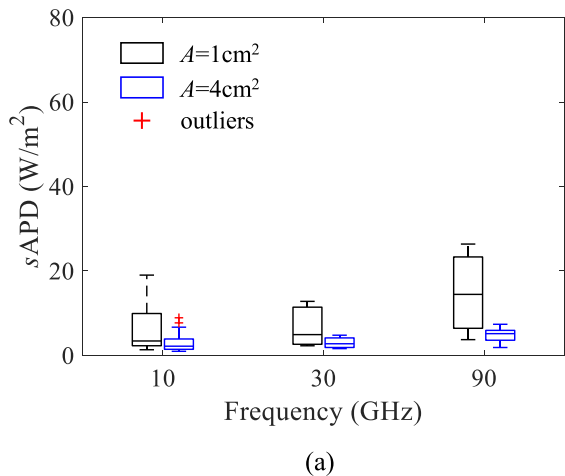 80
60
40
20
0
sAPD (W/m²)
A=1cm²
A=4cm²
outliers
10 30 90
Frequency (GHz)
(a)